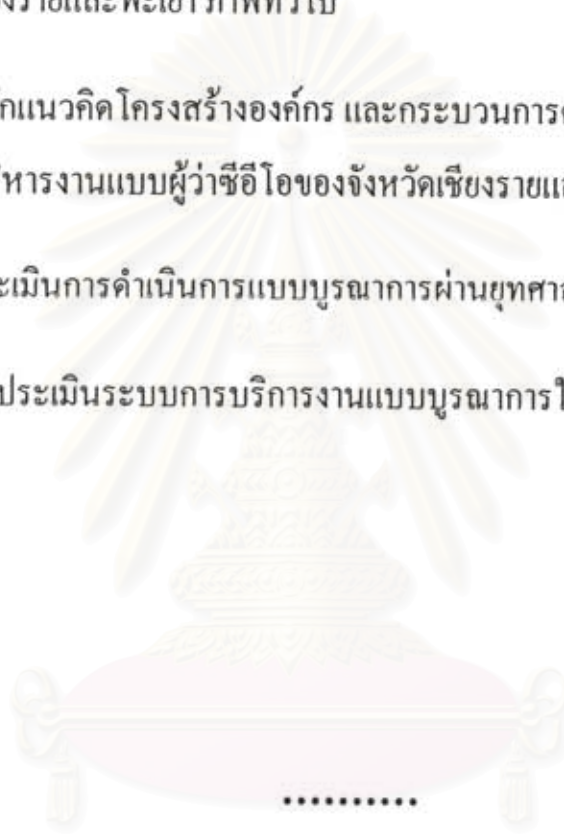 ักแนวคิดโครงสร้างองค์กร และกระบวนการ
หารงานแบบผู้ว่าซีอีโอของจังหวัดเชียงรายแ
ะเมินการดำเนินการแบบบูรณาการผ่านยุทศา
ประเมินระบบการบริการงานแบบบูรณาการใ
..........